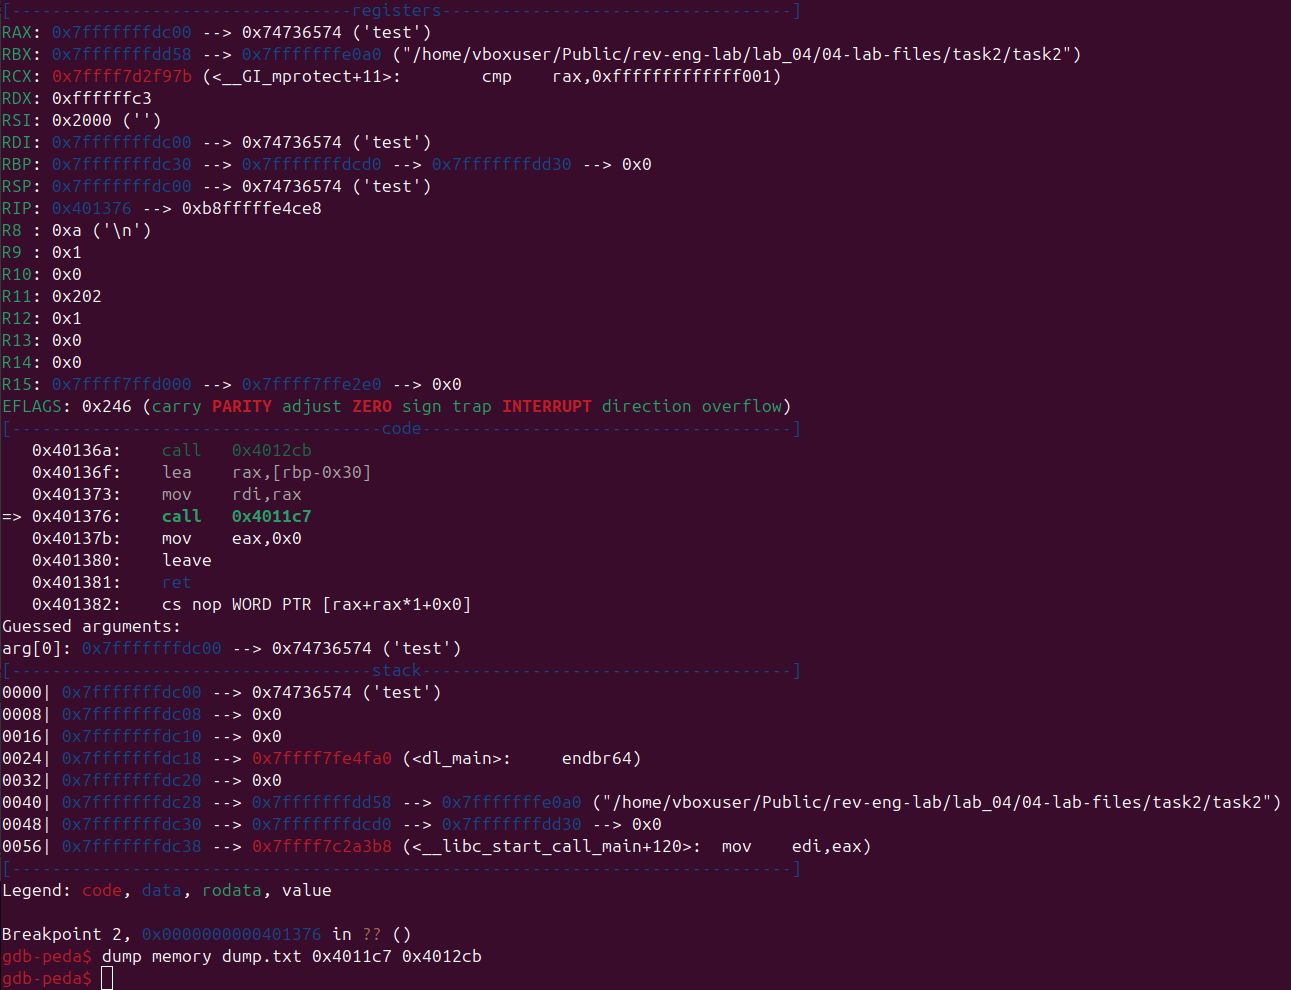 [----------------------------------registers-----------------------------------]
RAX: 0x7fffffffdc00 --> 0x74736574 ('test')
RBX: 0x7fffffffdd58 --> 0x7fffffffe0a0 ("/home/vboxuser/Public/rev-eng-lab/lab_04/04-lab-files/task2/task2")
RCX: 0x7ffff7d2f97b (<__GI_mprotect+11>:        cmp    rax,0xfffffffffffff001)
RDX: 0xffffffc3
RSI: 0x2000 ('')
RDI: 0x7fffffffdc00 --> 0x74736574 ('test')
RBP: 0x7fffffffdc30 --> 0x7fffffffdcd0 --> 0x7fffffffdd30 --> 0x0
RSP: 0x7fffffffdc00 --> 0x74736574 ('test')
RIP: 0x401376 --> 0xb8fffffe4ce8
R8 : 0xa ('\n')
R9 : 0x1
R10: 0x0
R11: 0x202
R12: 0x1
R13: 0x0
R14: 0x0
R15: 0x7ffff7ffd000 --> 0x7ffff7ffe2e0 --> 0x0
EFLAGS: 0x246 (carry PARITY adjust ZERO sign trap INTERRUPT direction overflow)
[-------------------------------------code-------------------------------------]
   0x40136a:    call   0x4012cb
   0x40136f:    lea    rax,[rbp-0x30]
   0x401373:    mov    rdi,rax
=> 0x401376:    call   0x4011c7
   0x40137b:    mov    eax,0x0
   0x401380:    leave
   0x401381:    ret
   0x401382:    cs nop WORD PTR [rax+rax*1+0x0]
Guessed arguments:
arg[0]: 0x7fffffffdc00 --> 0x74736574 ('test')
[------------------------------------stack-------------------------------------]
0000| 0x7fffffffdc00 --> 0x74736574 ('test')
0008| 0x7fffffffdc08 --> 0x0
0016| 0x7fffffffdc10 --> 0x0
0024| 0x7fffffffdc18 --> 0x7ffff7fe4fa0 (<dl_main>:     endbr64)
0032| 0x7fffffffdc20 --> 0x0
0040| 0x7fffffffdc28 --> 0x7fffffffdd58 --> 0x7fffffffe0a0 ("/home/vboxuser/Public/rev-eng-lab/lab_04/04-lab-files/task2/task2")
0048| 0x7fffffffdc30 --> 0x7fffffffdcd0 --> 0x7fffffffdd30 --> 0x0
0056| 0x7fffffffdc38 --> 0x7ffff7c2a3b8 (<__libc_start_call_main+120>:  mov    edi,eax)
[------------------------------------------------------------------------------]
Legend: code, data, rodata, value
Breakpoint 2, 0x0000000000401376 in ?? ()
gdb-peda$ dump memory dump.txt 0x4011c7 0x4012cb
gdb-peda$